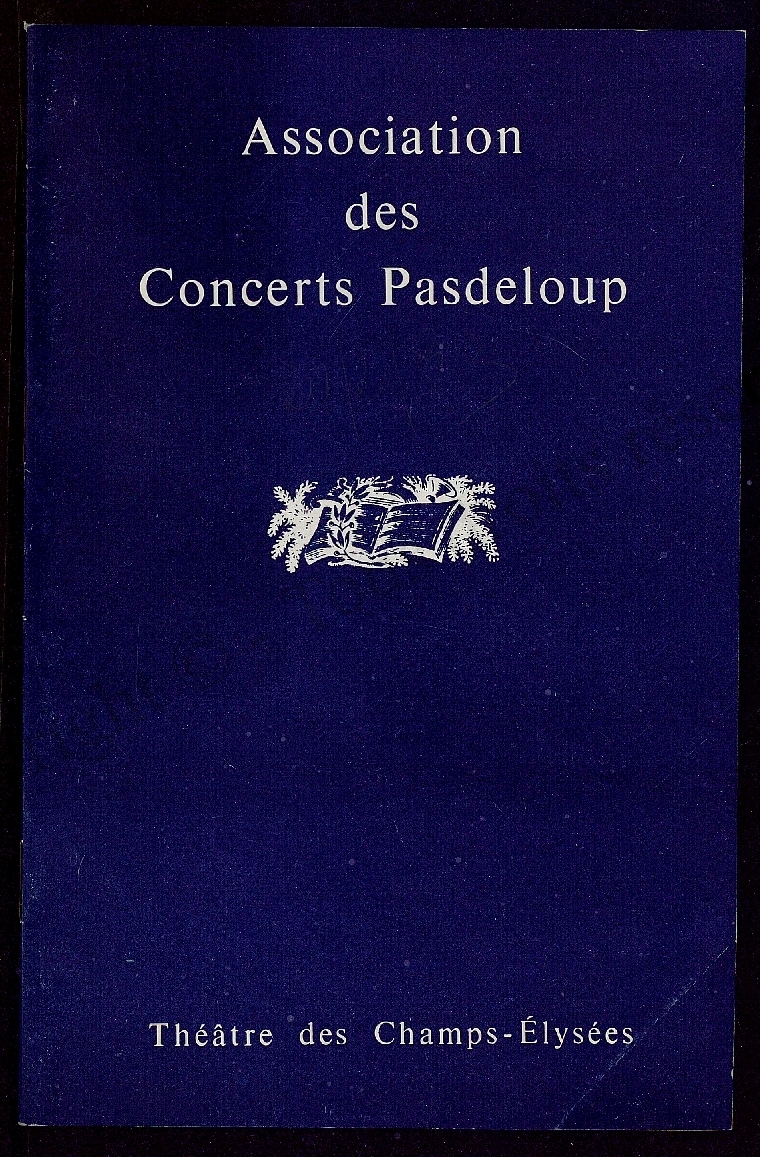 Association
des
Concerts Pasdeloup
Théâtre des Champs-Élysées